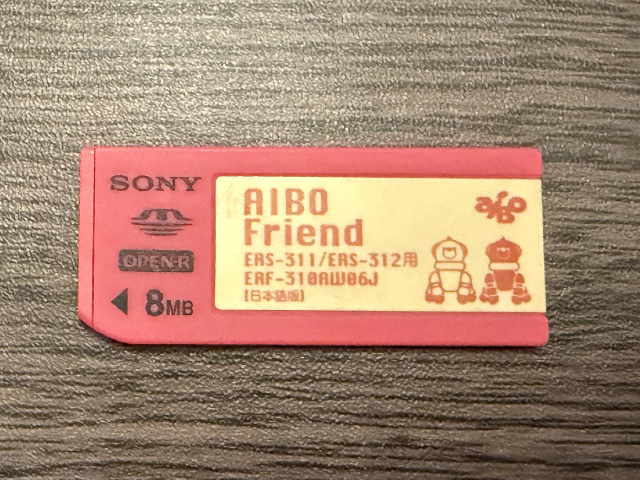 SONY
OPEN-R
8MB
AIBO
Friend
ERS-311/ERS-312用
ERF-310AW06J
【日本語版】
aibo